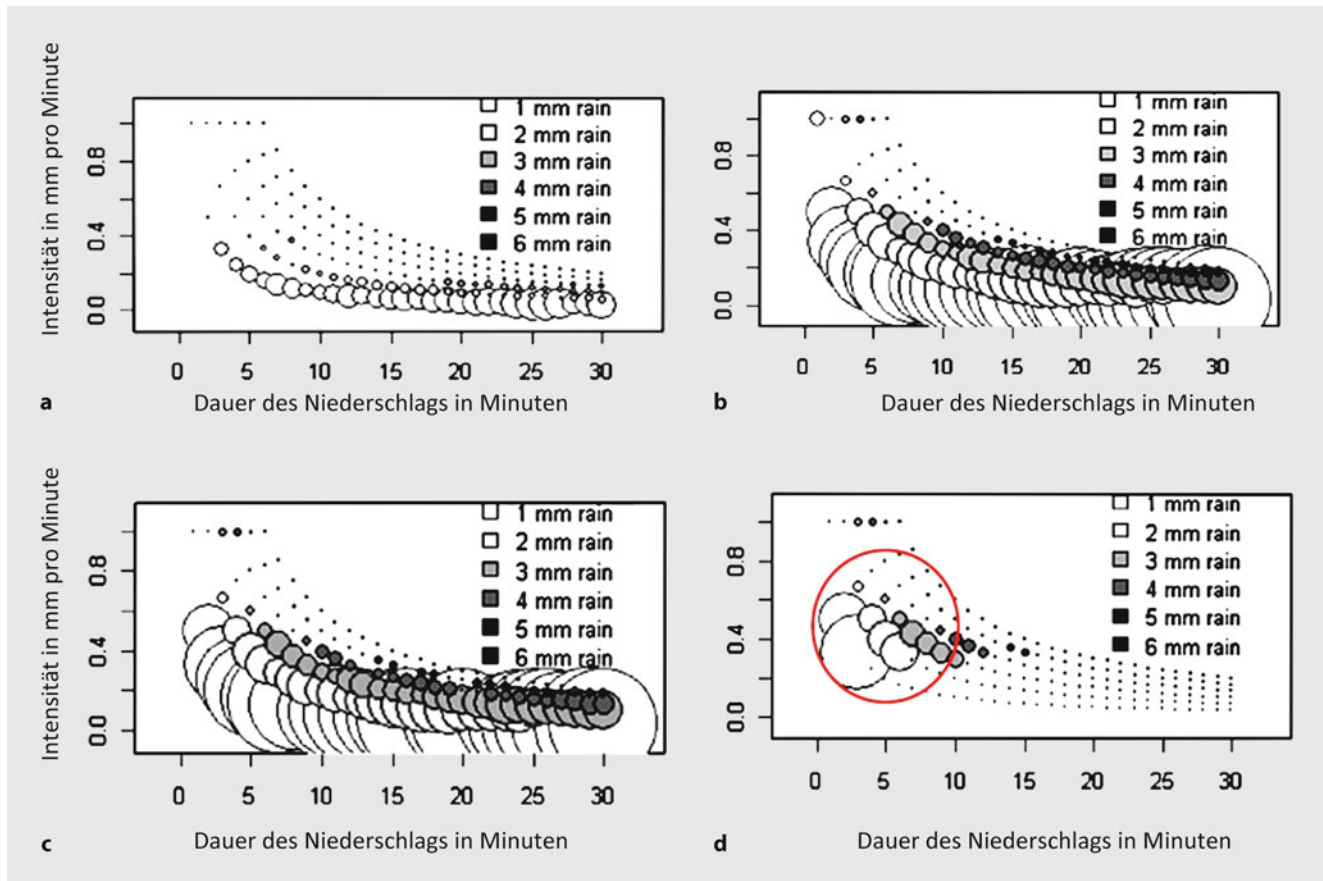 Intensität in mm pro Minute
0.8
0.4
0.0
1 mm rain
2 mm rain
3 mm rain
4 mm rain
5 mm rain
6 mm rain
0 5 10 15 20 25 30
a Dauer des Niederschlags in Minuten
0.8
0.4
0.0
1 mm rain
2 mm rain
3 mm rain
4 mm rain
5 mm rain
6 mm rain
0 5 10 15 20 25 30
b Dauer des Niederschlags in Minuten
Intensität in mm pro Minute
0.8
0.4
0.0
1 mm rain
2 mm rain
3 mm rain
4 mm rain
5 mm rain
6 mm rain
0 5 10 15 20 25 30
c Dauer des Niederschlags in Minuten
0.8
0.4
0.0
1 mm rain
2 mm rain
3 mm rain
4 mm rain
5 mm rain
6 mm rain
0 5 10 15 20 25 30
d Dauer des Niederschlags in Minuten